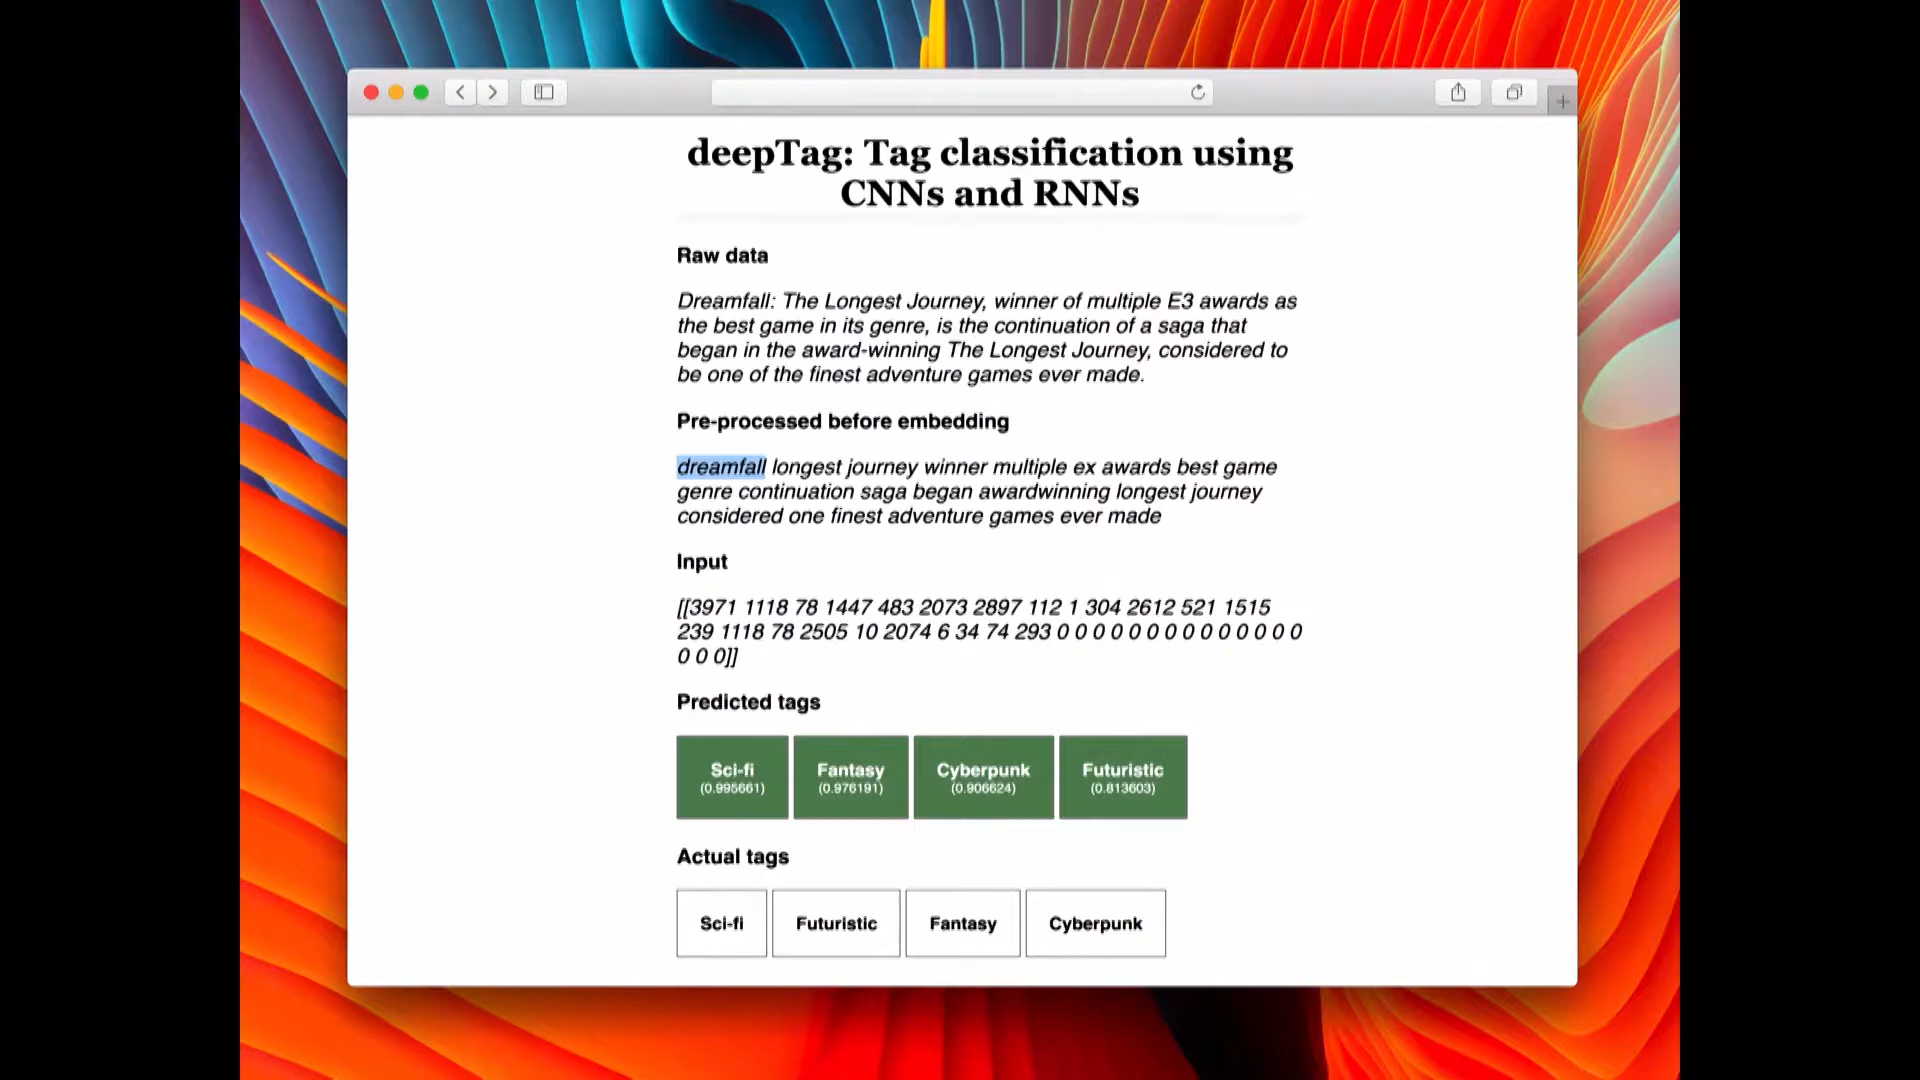 deepTag: Tag classification using
CNNs and RNNs
Raw data
Dreamfall: The Longest Journey, winner of multiple E3 awards as
the best game in its genre, is the continuation of a saga that
began in the award-winning The Longest Journey, considered to
be one of the finest adventure games ever made.
Pre-processed before embedding
dreamfall longest journey winner multiple ex awards best game
genre continuation saga began awardwinning longest journey
considered one finest adventure games ever made
Input
[[3971 1118 78 1447 483 2073 2897 112 1 304 2612 521 1515
239 1118 78 2505 10 2074 6 34 74 293 0 0 0 0 0 0 0 0 0 0 0 0 0 0
0 0 0]]
Predicted tags
Sci-fi Fantasy Cyberpunk Futuristic
(0.995661) (0.976191) (0.906624) (0.813603)
Actual tags
Sci-fi Futuristic Fantasy Cyberpunk